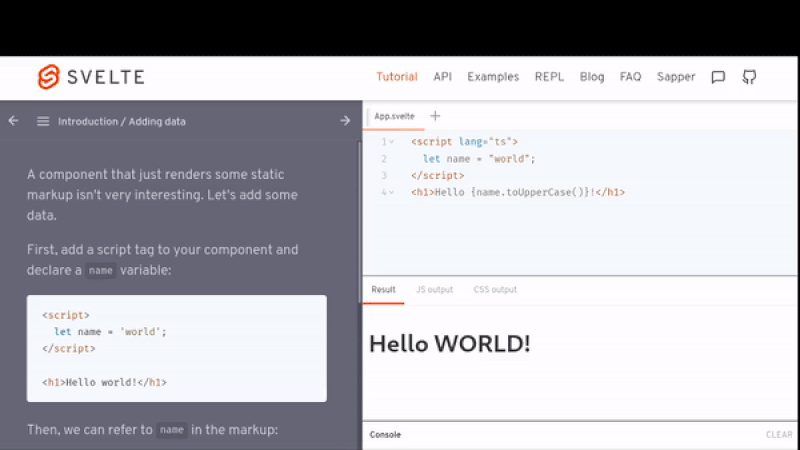 SVELTE
Tutorial API Examples REPL Blog FAQ Sapper
Introduction / Adding data
A component that just renders some static
markup isn't very interesting. Let's add some
data.
First, add a script tag to your component and
declare a name variable:
<script>
let name = 'world';
</script>
<h1>Hello world!</h1>
Then, we can refer to name in the markup:
App.svelte +
1 <script lang="ts">
2 let name = "world";
3 </script>
4 <h1>Hello {name.toUpperCase()}!</h1>
Result JS output CSS output
Hello WORLD!
Console CLEAR